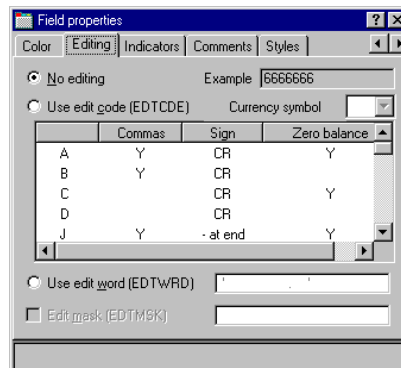 Field properties
Color Editing Indicators Comments Styles
No editing Example 6666666
Use edit code (EDTCDE) Currency symbol
Commas Sign Zero balance
A Y CR Y
B Y CR
C CR Y
D CR
J Y - at end Y
Use edit word (EDTWRD) ' . '
Edit mask (EDTMSK)